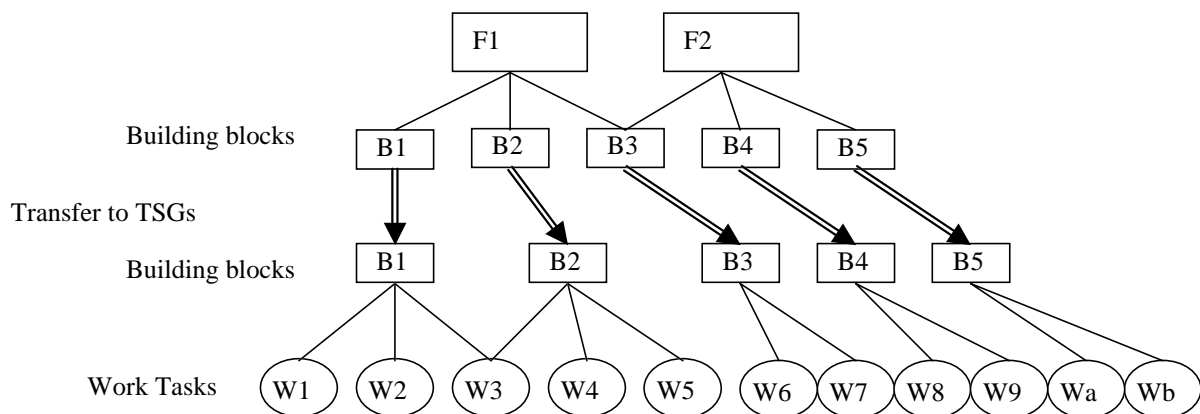 F1 F2
Building blocks B1 B2 B3 B4 B5
Transfer to TSGs
Building blocks B1 B2 B3 B4 B5
Work Tasks W1 W2 W3 W4 W5 W6 W7 W8 W9 Wa Wb